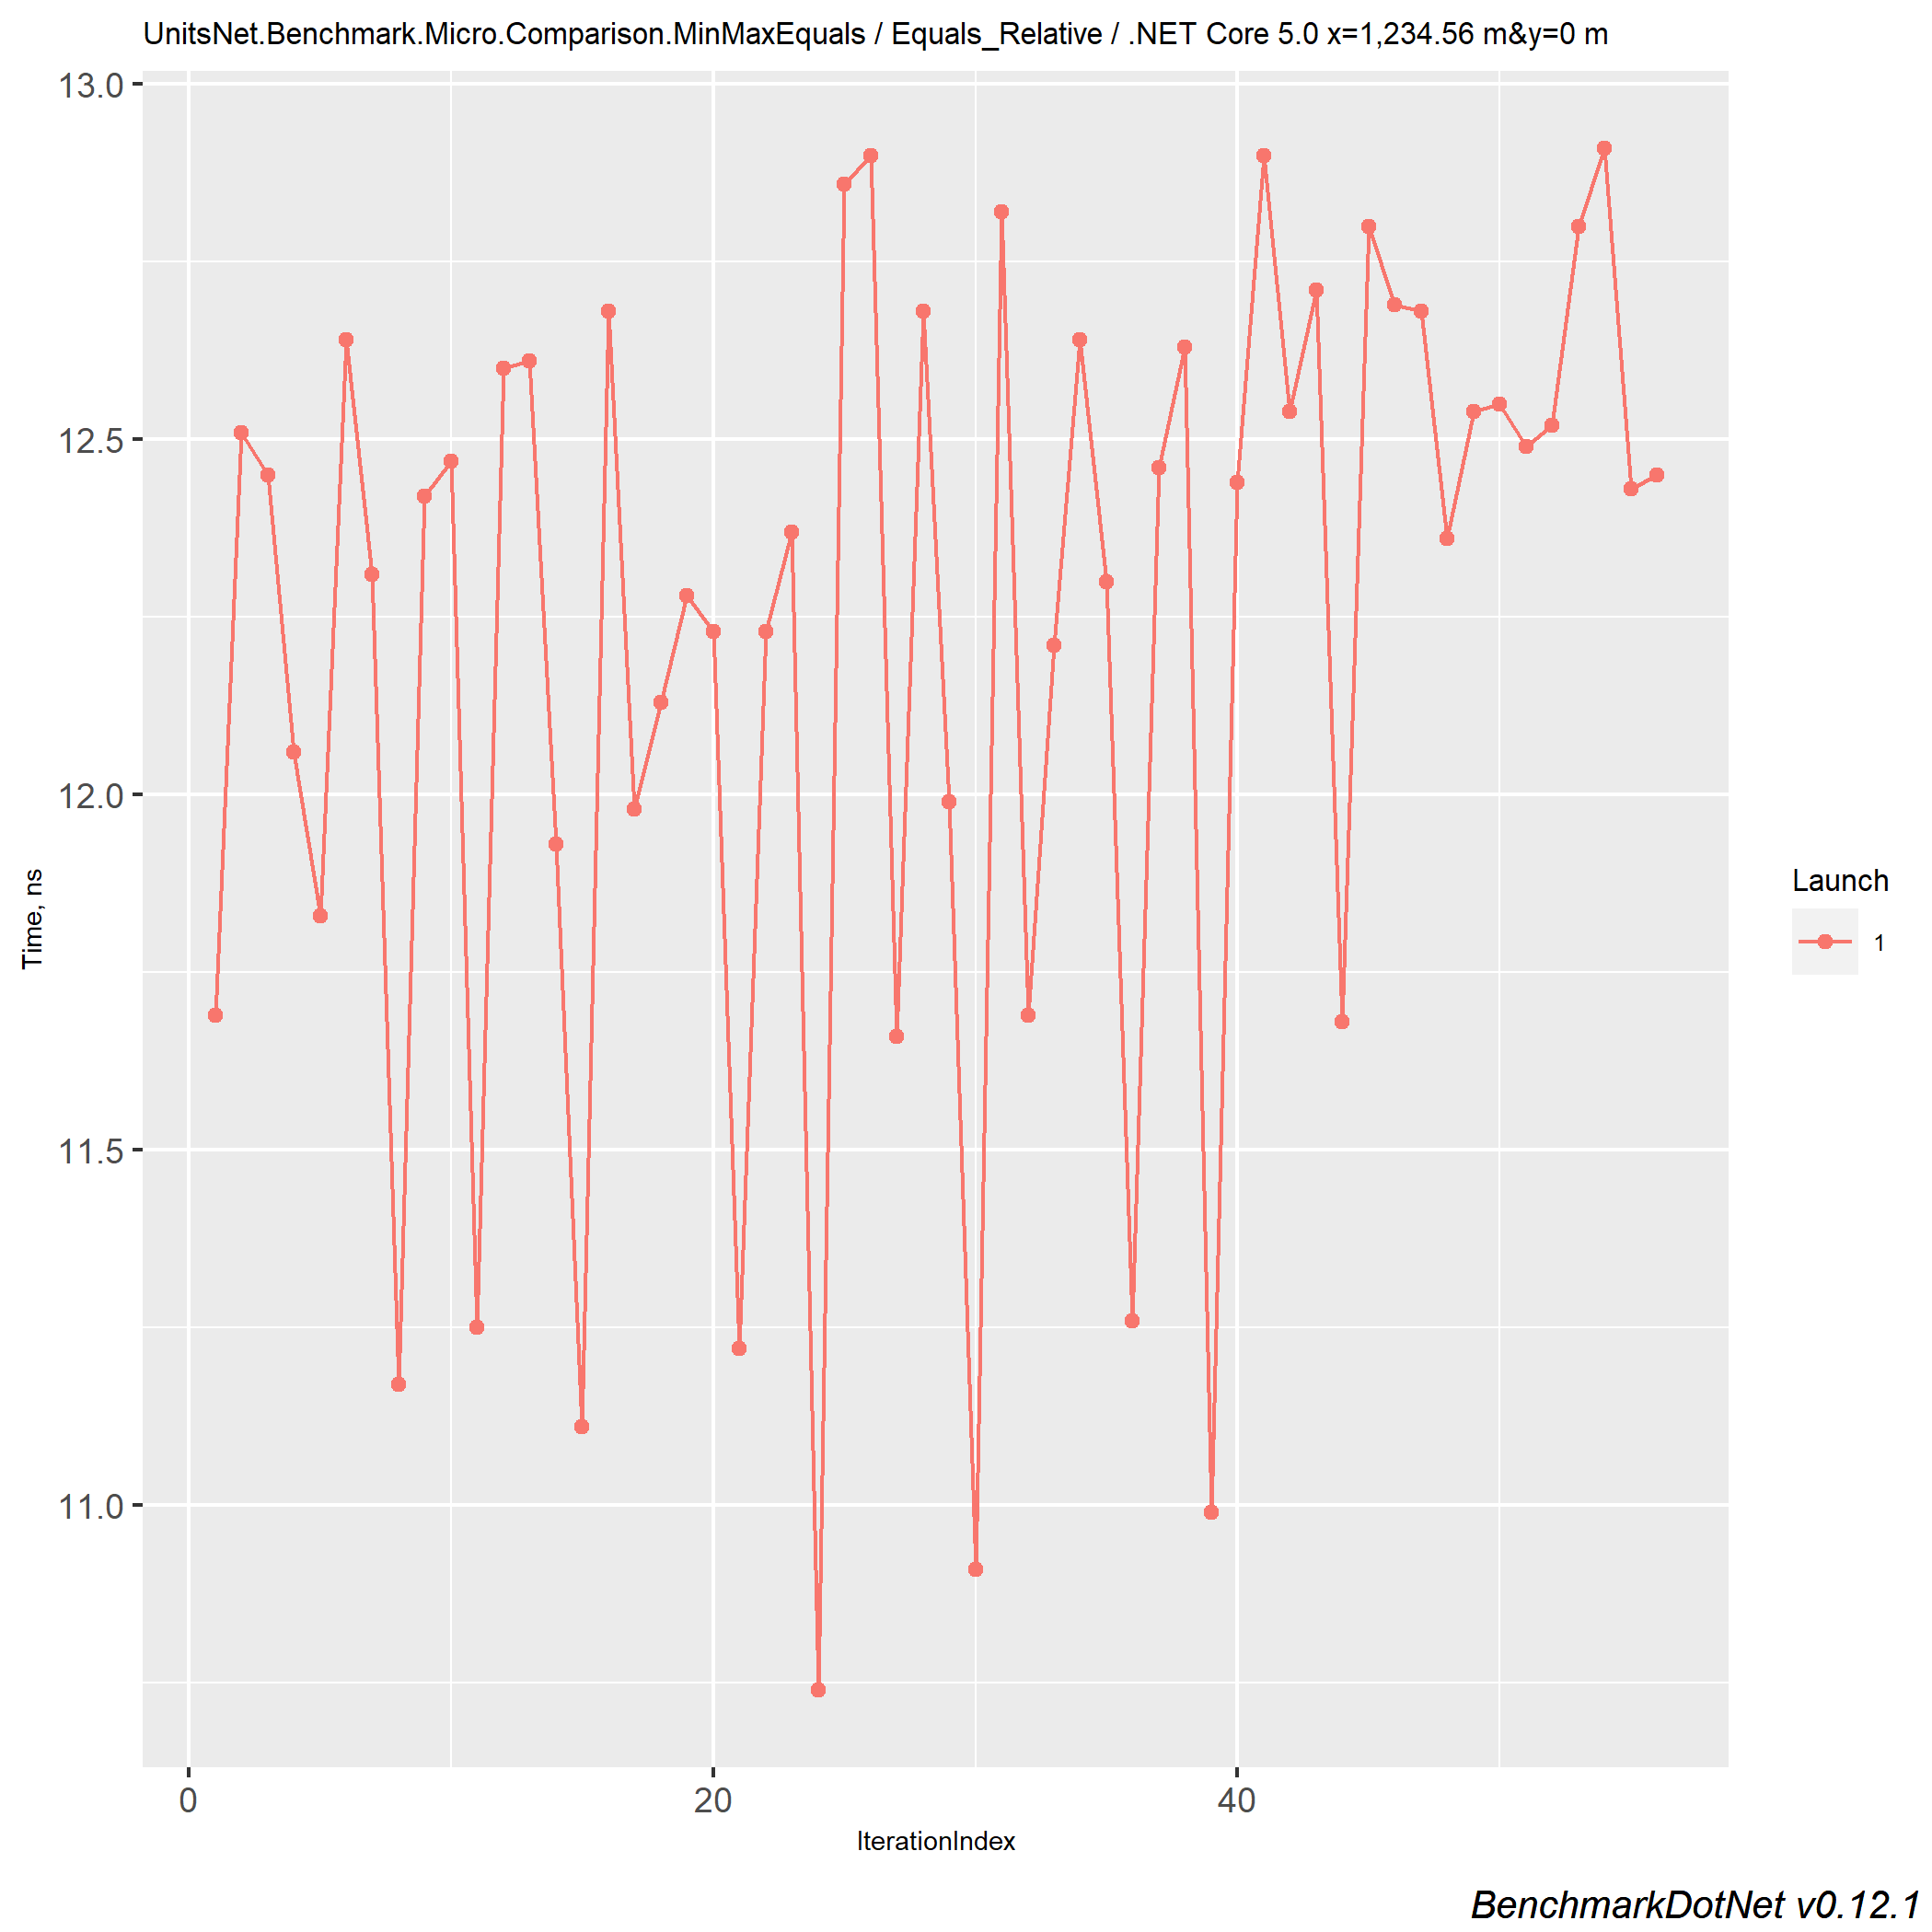 UnitsNet.Benchmark.Micro.Comparison.MinMaxEquals / Equals_Relative / .NET Core 5.0 x=1,234.56 m&y=0 m
13.0
12.5
12.0
11.5
11.0
Time, ns
0 20 40
IterationIndex
Launch
1
BenchmarkDotNet v0.12.1